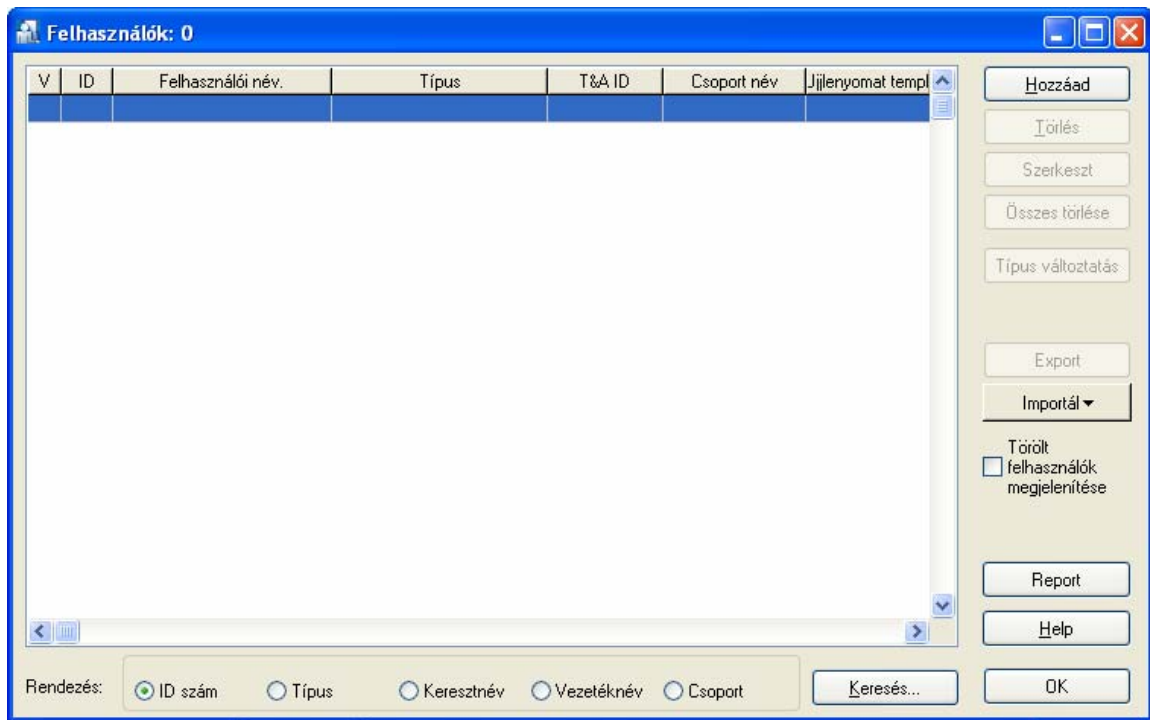 Felhasználók: 0
V ID Felhasználói név. Típus T&A ID Csoport név Ujjlenyomat templ
Hozzáad
Törlés
Szerkeszt
Összes törlése
Típus változtatás
Export
Importál
Törölt
felhasználók
megjelenítése
Report
Help
Rendezés: ID szám Típus Keresztnév Vezetéknév Csoport Keresés... OK